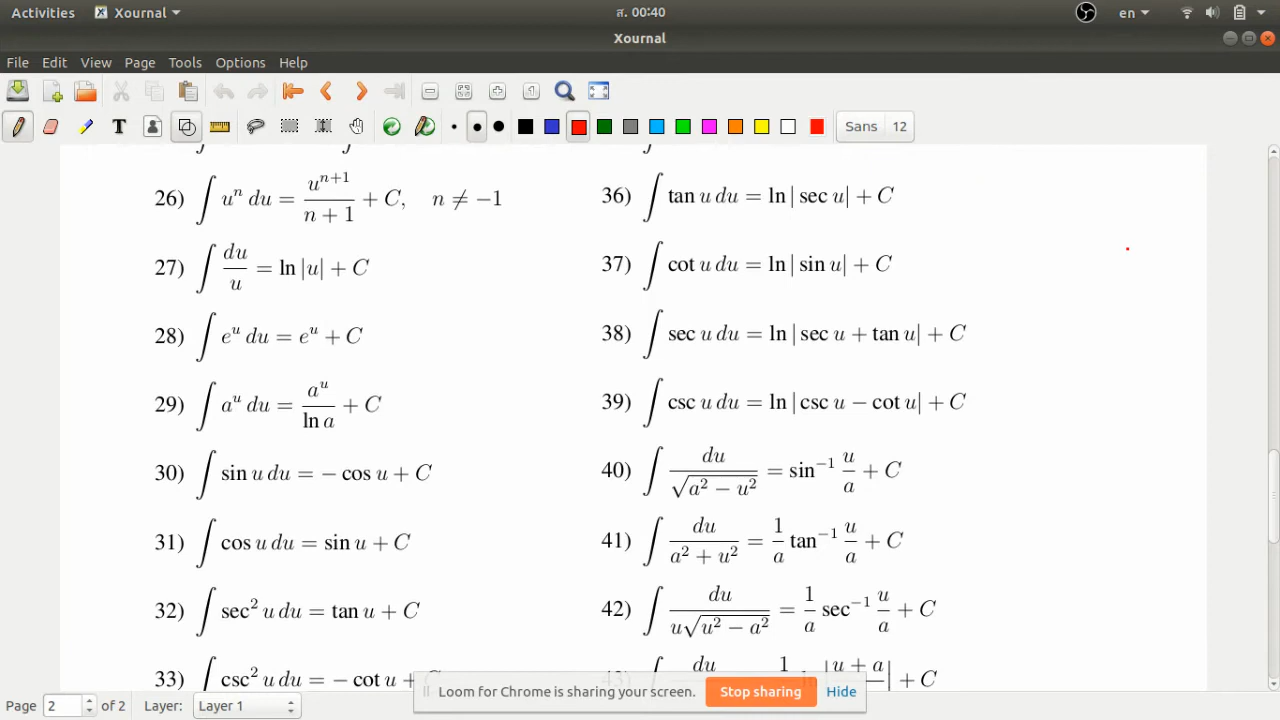 Activities Xournal ส. 00:40 en
Xournal
File Edit View Page Tools Options Help
Sans 12
26) ∫ uⁿ du = uⁿ⁺¹/(n + 1) + C, n ≠ −1
27) ∫ du/u = ln |u| + C
28) ∫ eᵘ du = eᵘ + C
29) ∫ aᵘ du = aᵘ/ln a + C
30) ∫ sin u du = − cos u + C
31) ∫ cos u du = sin u + C
32) ∫ sec² u du = tan u + C
33) ∫ csc² u du = − cot u +
36) ∫ tan u du = ln | sec u| + C
37) ∫ cot u du = ln | sin u| + C
38) ∫ sec u du = ln | sec u + tan u| + C
39) ∫ csc u du = ln | csc u − cot u| + C
40) ∫ du/√(a² − u²) = sin⁻¹ u/a + C
41) ∫ du/(a² + u²) = 1/a tan⁻¹ u/a + C
42) ∫ du/(u√(u² − a²)) = 1/a sec⁻¹ u/a + C
du 1 |u + a| + C
Loom for Chrome is sharing your screen. Stop sharing Hide
Page 2 of 2 Layer: Layer 1